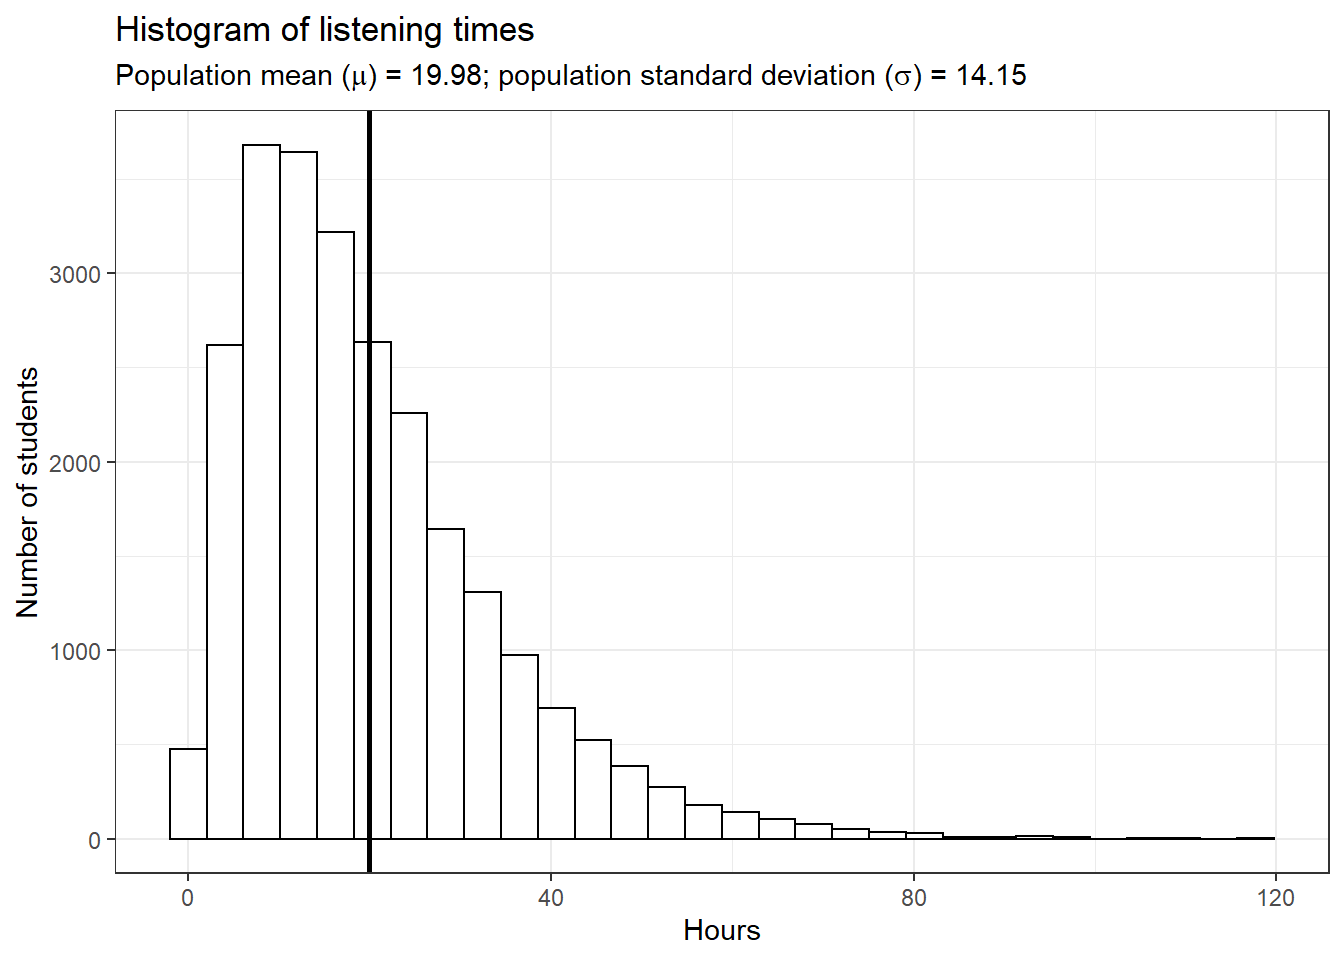 Histogram of listening times
Population mean (μ) = 19.98; population standard deviation (σ) = 14.15
Number of students
3000
2000
1000
0
0 40 80 120
Hours